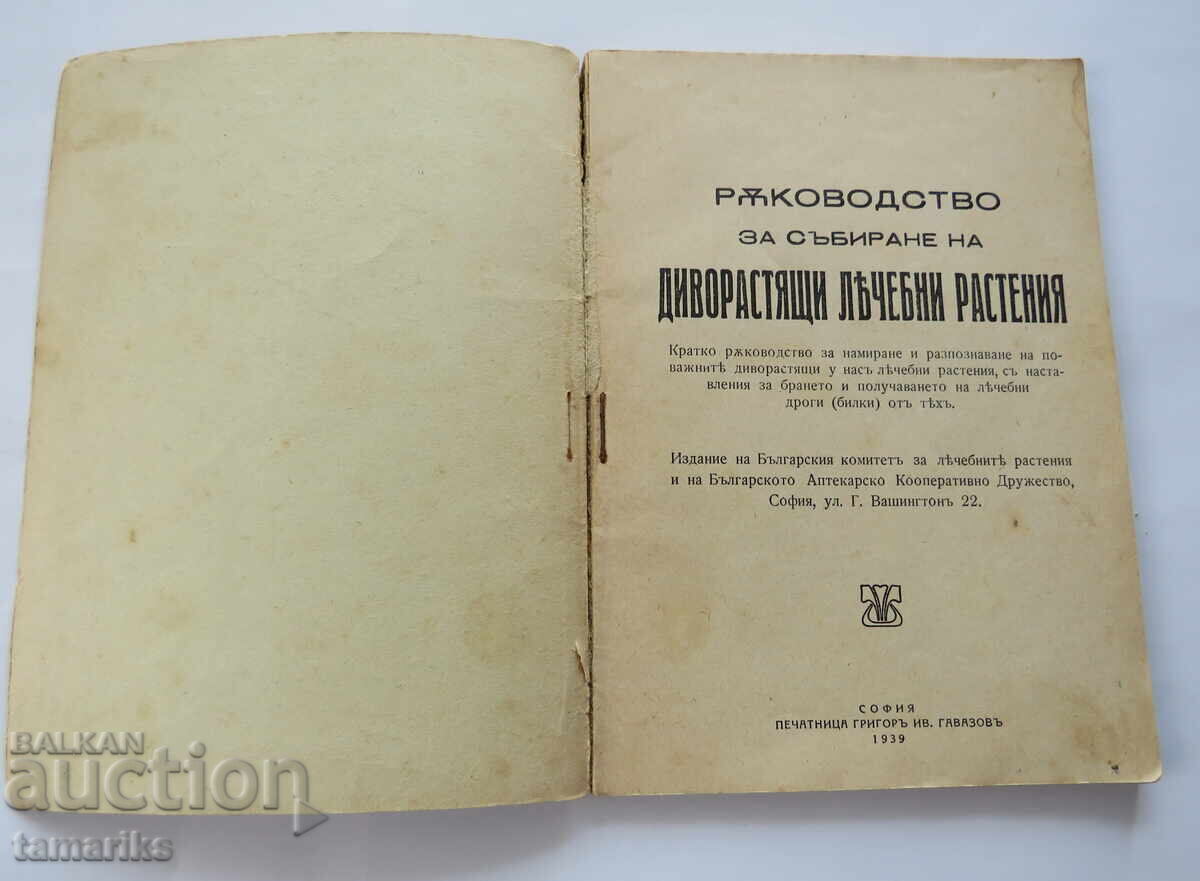 РѪКОВОДСТВО
ЗА СЪБИРАНЕ НА
ДИВОРАСТЯЩИ ЛѢЧЕБНИ РАСТЕНИЯ
Кратко рѫководство за намиране и разпознаване на по-
важнитѣ диворастящи у насъ лѣчебни растения, съ наста-
вления за брането и получаването на лѣчебни
дроги (билки) отъ тѣхъ.
Издание на Българския комитетъ за лѣчебнитѣ растения
и на Българското Аптекарско Кооперативно Дружество,
София, ул. Г. Вашингтонъ 22.
СОФИЯ
ПЕЧАТНИЦА ГРИГОРЪ ИВ. ГАВАЗОВЪ
1939
BALKAN
auction
tamariks